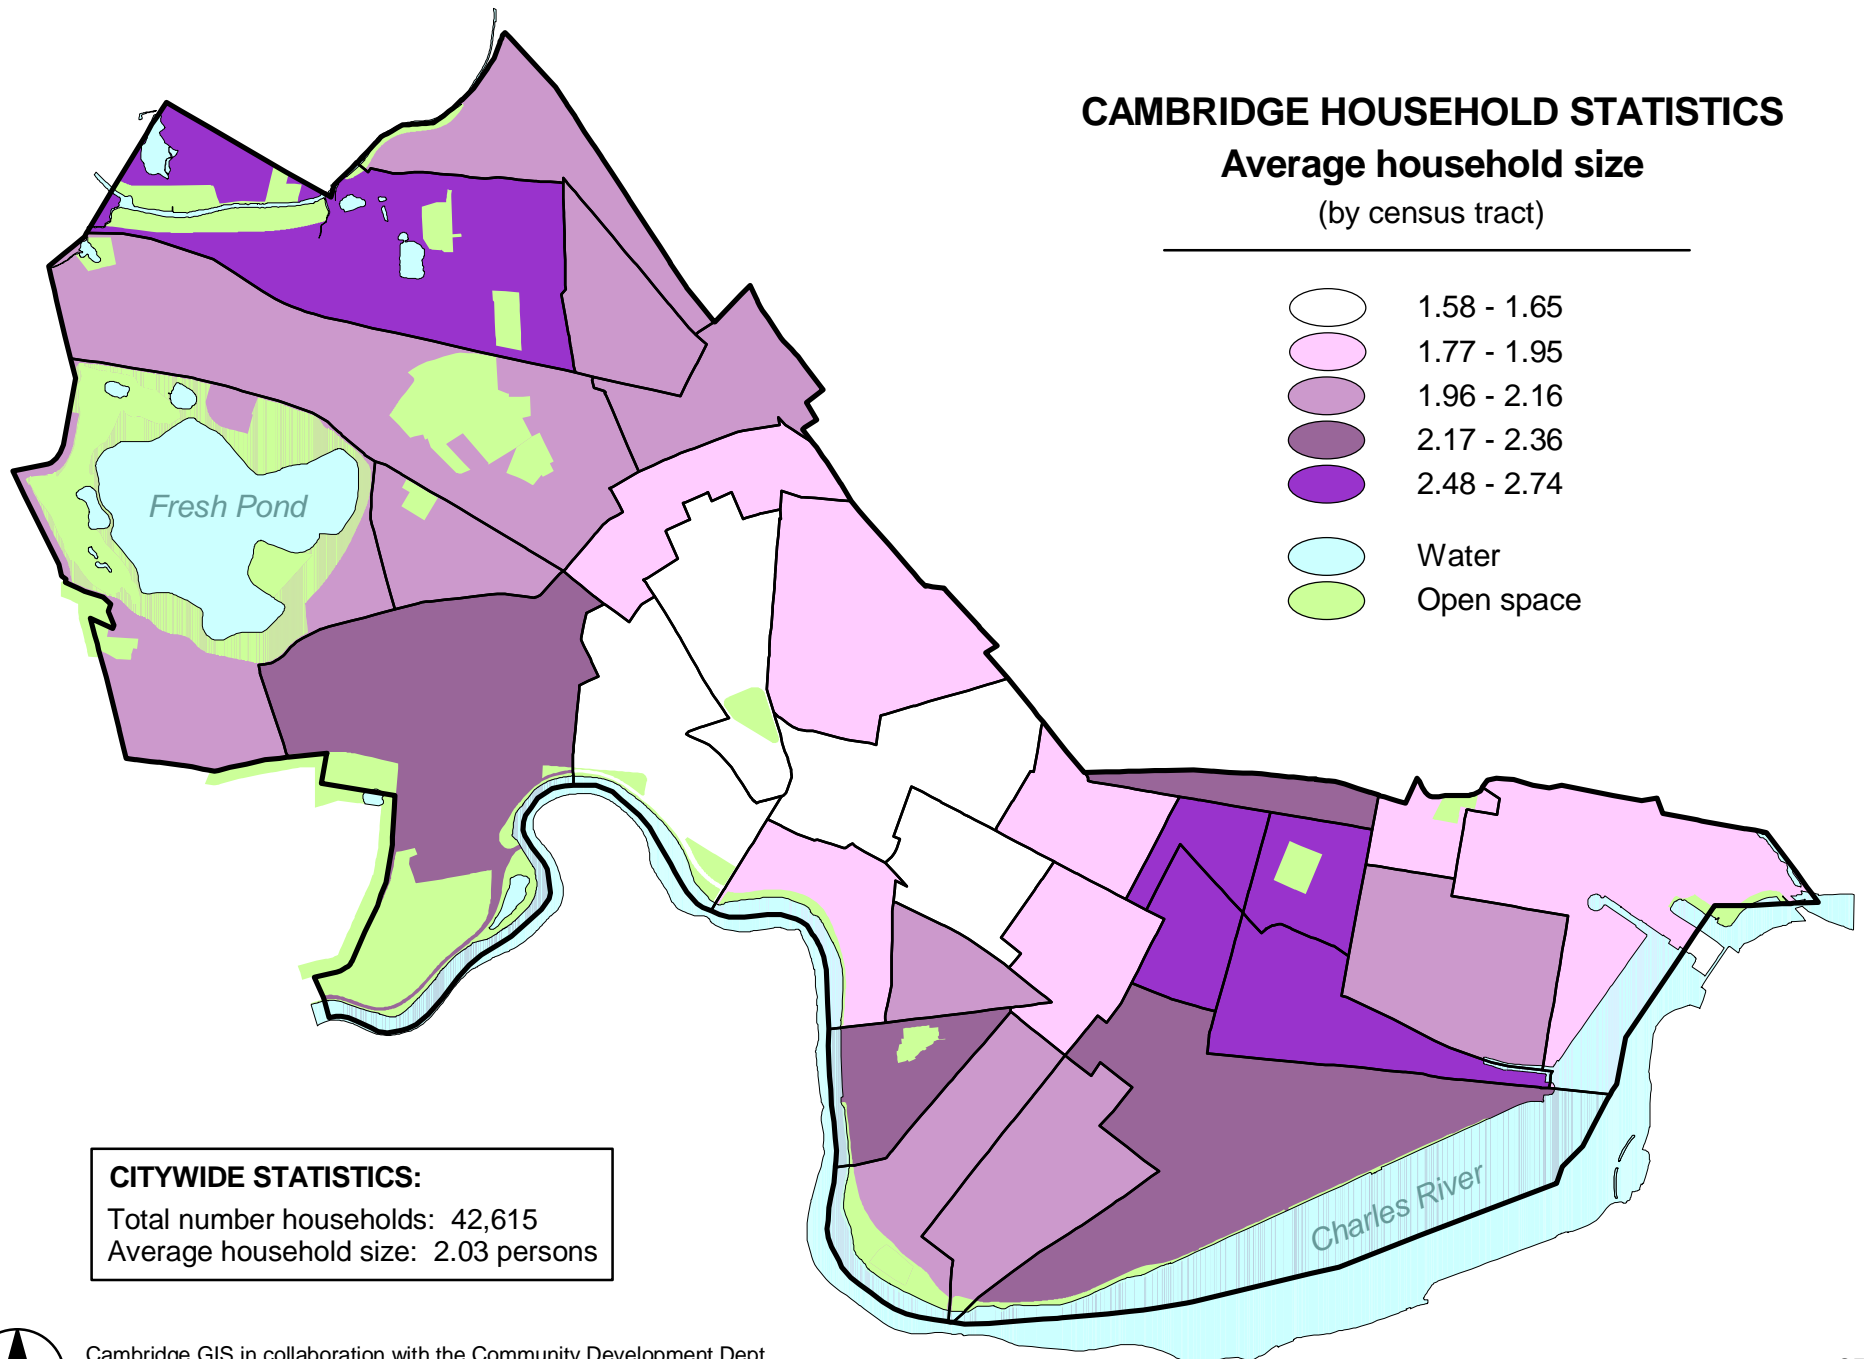 CAMBRIDGE HOUSEHOLD STATISTICS
Average household size
(by census tract)
1.58 - 1.65
1.77 - 1.95
1.96 - 2.16
2.17 - 2.36
2.48 - 2.74
Water
Open space
Fresh Pond
Charles River
CITYWIDE STATISTICS:
Total number households: 42,615
Average household size: 2.03 persons
Cambridge GIS in collaboration with the Community Development Dept.